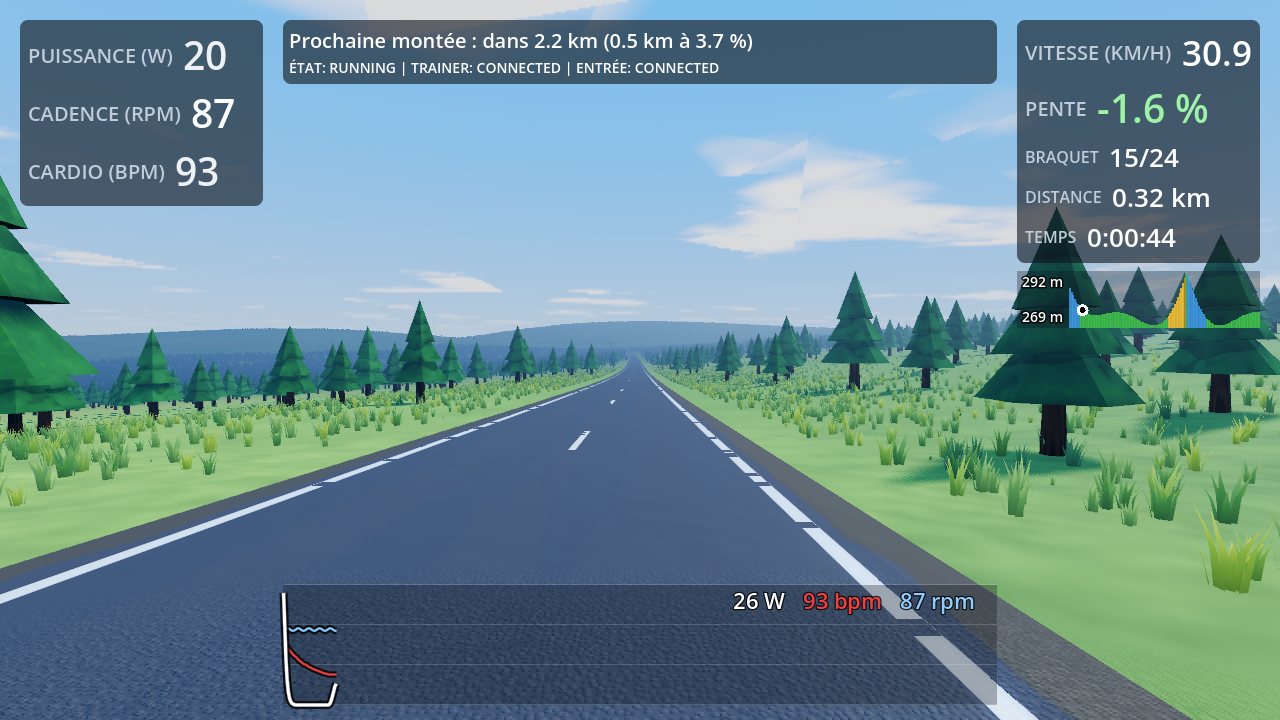 PUISSANCE (W) 20
CADENCE (RPM) 87
CARDIO (BPM) 93
Prochaine montée : dans 2.2 km (0.5 km à 3.7 %)
ÉTAT: RUNNING | TRAINER: CONNECTED | ENTRÉE: CONNECTED
VITESSE (KM/H) 30.9
PENTE -1.6 %
BRAQUET 15/24
DISTANCE 0.32 km
TEMPS 0:00:44
292 m
269 m
26 W 93 bpm 87 rpm